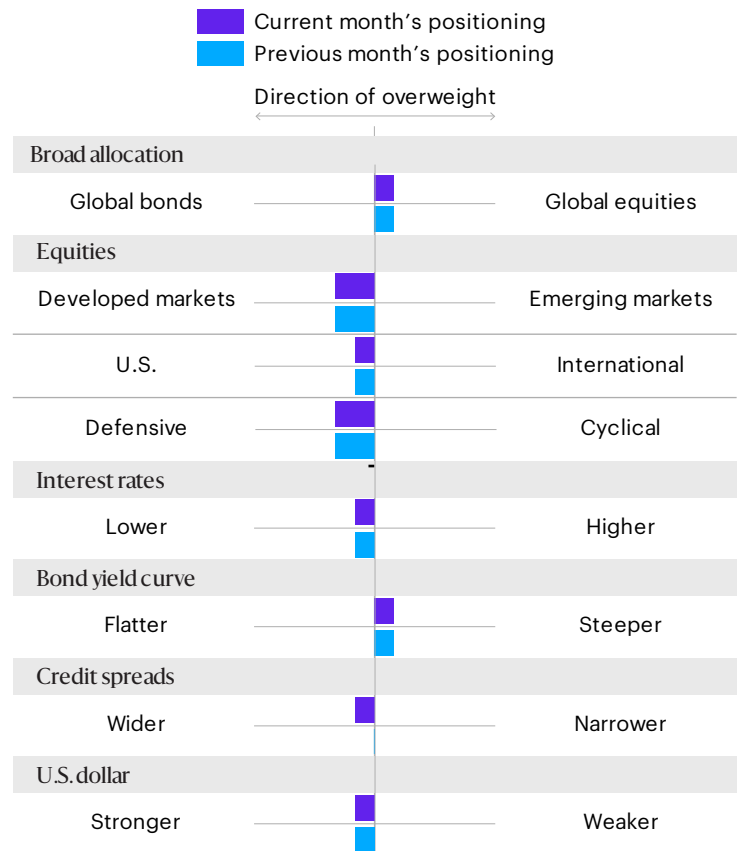 Current month’s positioning
Previous month’s positioning
Direction of overweight
Broad allocation
Global bonds Global equities
Equities
Developed markets Emerging markets
U.S. International
Defensive Cyclical
Interest rates
Lower Higher
Bond yield curve
Flatter Steeper
Credit spreads
Wider Narrower
U.S. dollar
Stronger Weaker